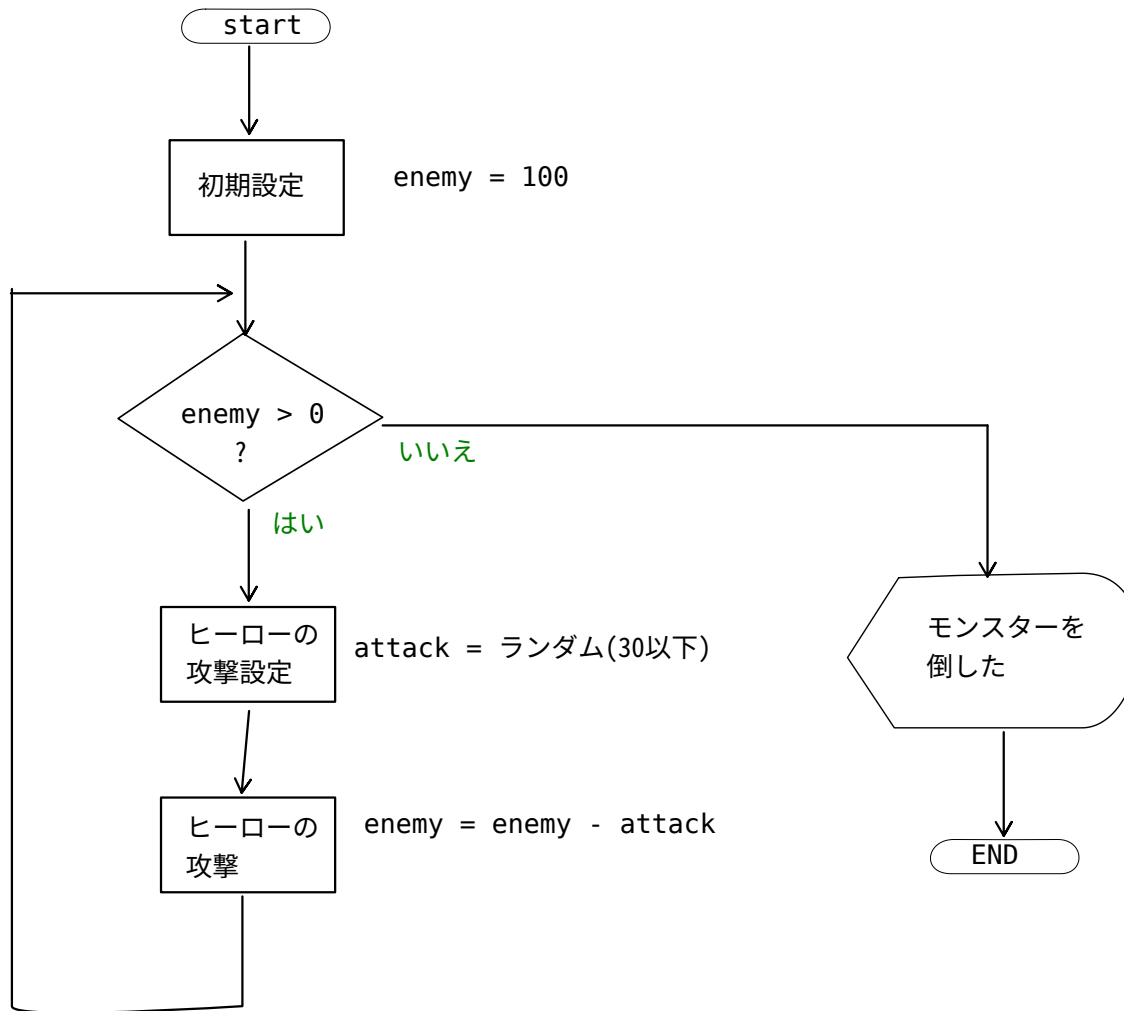 start
初期設定
enemy = 100
enemy > 0
?
いいえ
はい
ヒーローの
攻撃設定
attack = ランダム(30以下)
モンスターを
倒した
ヒーローの
攻撃
enemy = enemy - attack
END